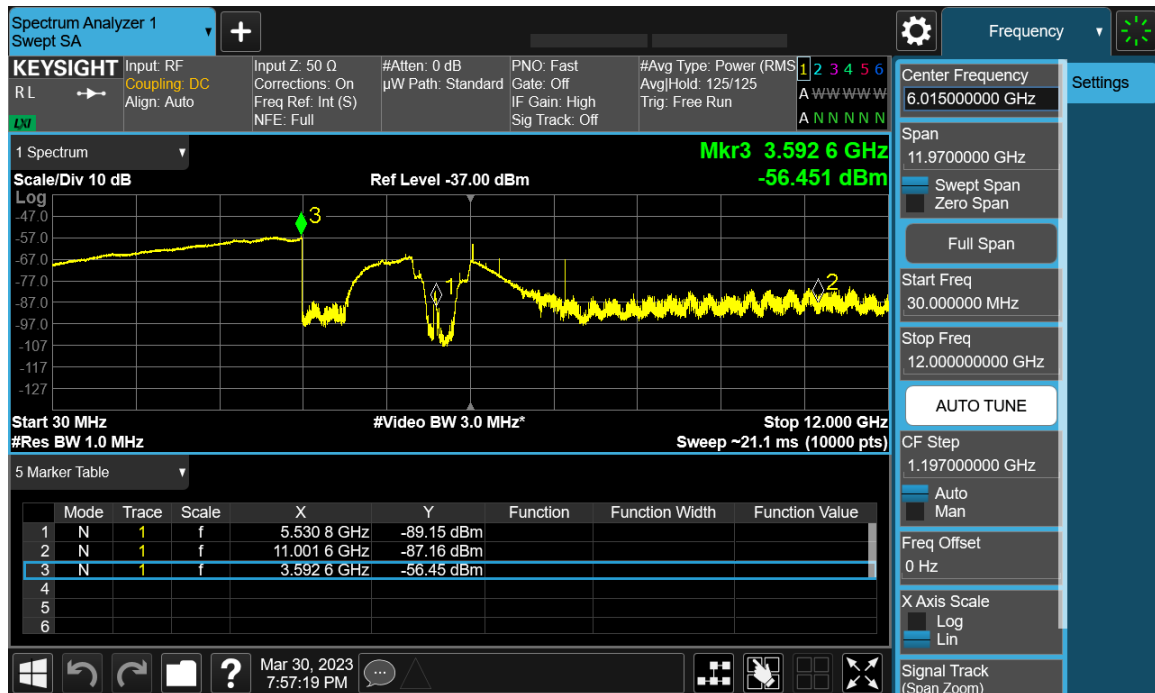 Spectrum Analyzer 1
Swept SA
Frequency
KEYSIGHT
RL
LXI
Input: RF
Coupling: DC
Align: Auto
Input Z: 50 Ω
Corrections: On
Freq Ref: Int (S)
NFE: Full
#Atten: 0 dB
µW Path: Standard
PNO: Fast
Gate: Off
IF Gain: High
Sig Track: Off
#Avg Type: Power (RMS
Avg|Hold: 125/125
Trig: Free Run
1 2 3 4 5 6
A W W W W W
A N N N N N
1 Spectrum
Scale/Div 10 dB
Ref Level -37.00 dBm
Mkr3 3.592 6 GHz
-56.451 dBm
Log
-47.0
-57.0
-67.0
-77.0
-87.0
-97.0
-107
-117
-127
3
1
2
Start 30 MHz
#Video BW 3.0 MHz*
Stop 12.000 GHz
#Res BW 1.0 MHz
Sweep ~21.1 ms (10000 pts)
5 Marker Table
Mode Trace Scale X Y Function Function Width Function Value
1 N 1 f 5.530 8 GHz -89.15 dBm
2 N 1 f 11.001 6 GHz -87.16 dBm
3 N 1 f 3.592 6 GHz -56.45 dBm
4
5
6
?
Mar 30, 2023
7:57:19 PM
Center Frequency
6.015000000 GHz
Settings
Span
11.9700000 GHz
Swept Span
Zero Span
Full Span
Start Freq
30.000000 MHz
Stop Freq
12.000000000 GHz
AUTO TUNE
CF Step
1.197000000 GHz
Auto
Man
Freq Offset
0 Hz
X Axis Scale
Log
Lin
Signal Track
(Span Zoom)